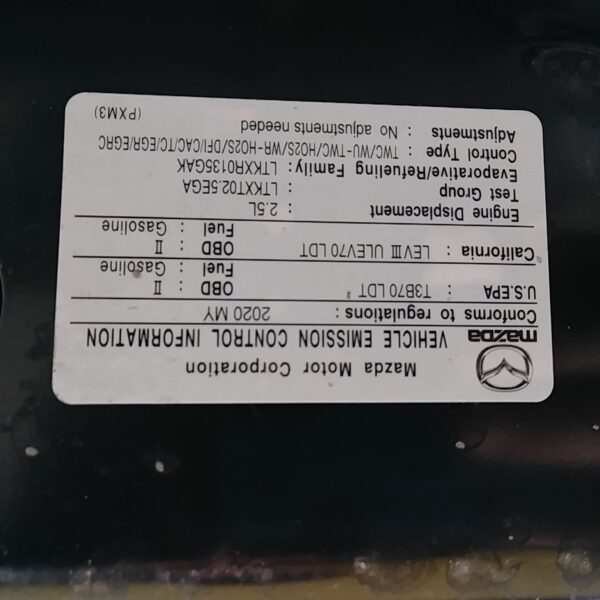 Mazda Motor Corporation
mazda VEHICLE EMISSION CONTROL INFORMATION
Conforms to regulations : 2020 MY
U.S.EPA : T3B70 LDT OBD : II
Fuel : Gasoline
California : LEV III ULEV70 LDT OBD : II
Fuel : Gasoline
Engine Displacement : 2.5L
Test Group : LTKXT02.5EGA
Evaporative/Refueling Family: LTKXR0135GAK
Control Type : TWC/WU-TWC/HO2S/WR-HO2S/DFI/CAC/TC/EGR/EGRC
Adjustments : No adjustments needed (PXM3)